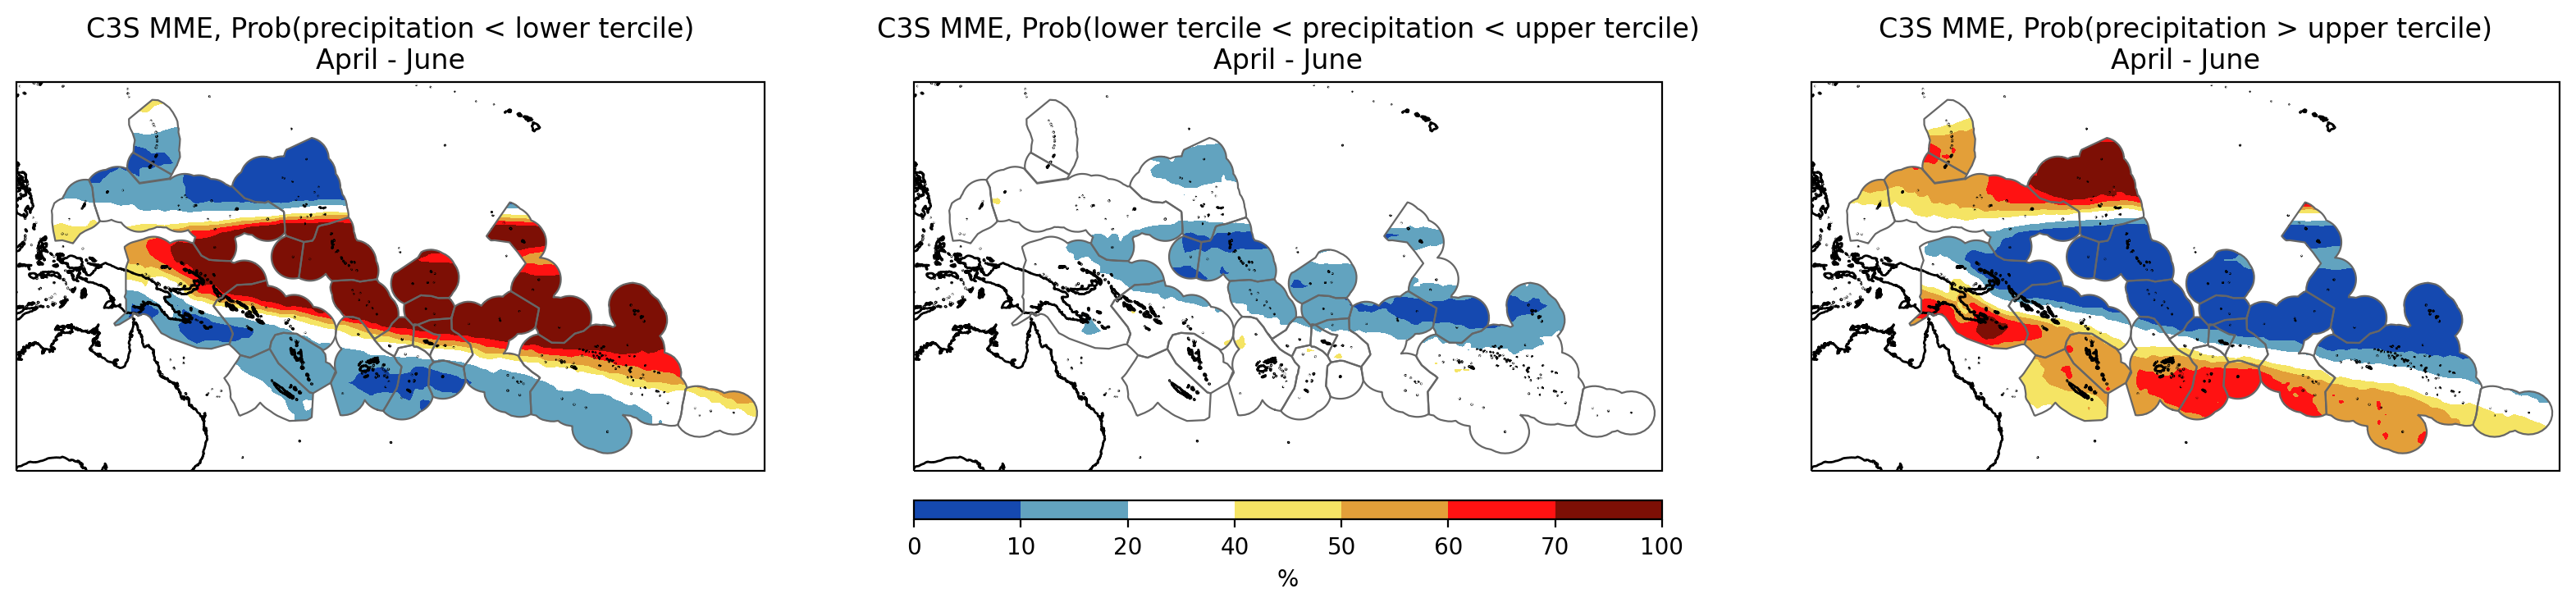 C3S MME, Prob(precipitation < lower tercile)
April - June
C3S MME, Prob(lower tercile < precipitation < upper tercile)
April - June
C3S MME, Prob(precipitation > upper tercile)
April - June
0 10 20 40 50 60 70 100
%